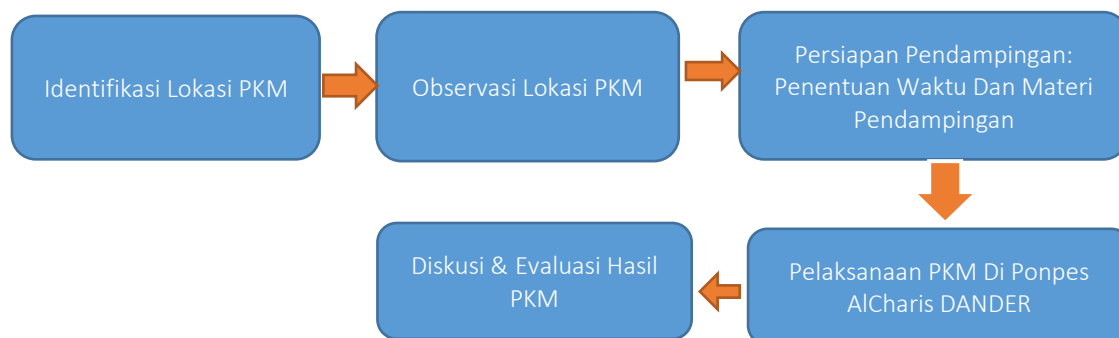 Identifikasi Lokasi PKM
Observasi Lokasi PKM
Persiapan Pendampingan:
Penentuan Waktu Dan Materi
Pendampingan
Pelaksanaan PKM Di Ponpes
AlCharis DANDER
Diskusi & Evaluasi Hasil
PKM